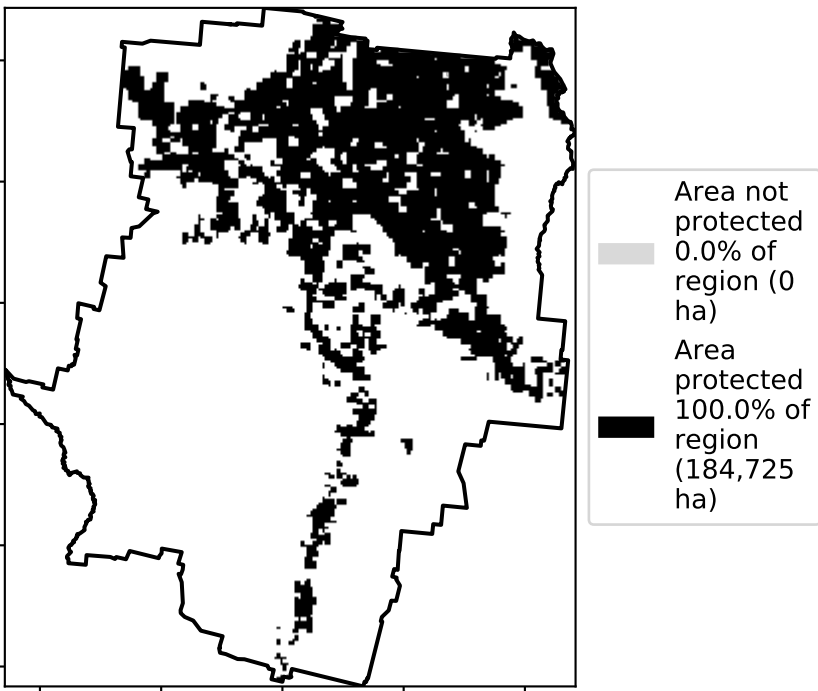 Area not
protected
0.0% of
region (0
ha)
Area
protected
100.0% of
region
(184,725
ha)